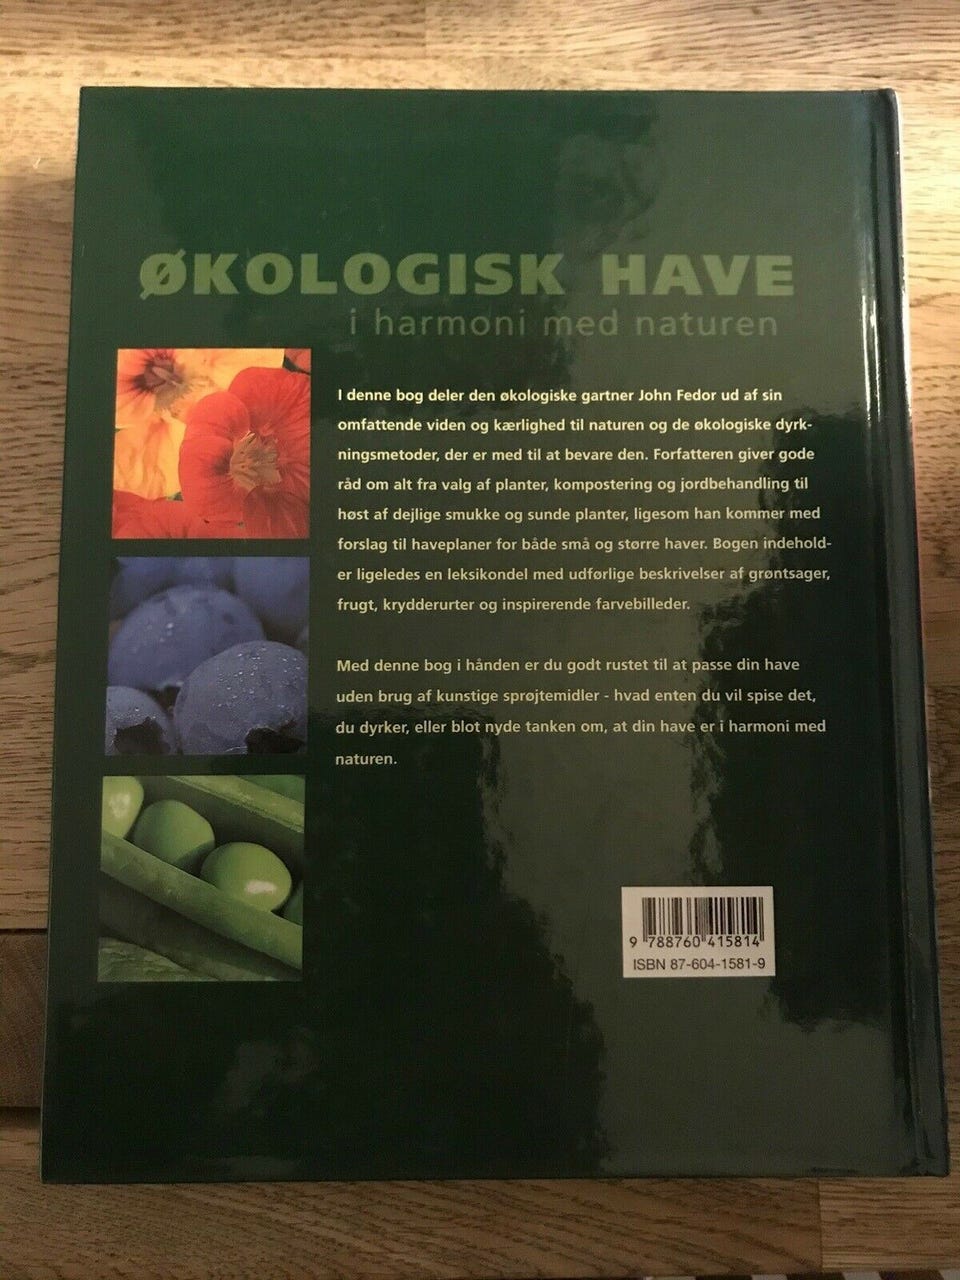 ØKOLOGISK HAVE
i harmoni med naturen
I denne bog deler den økologiske gartner John Fedor ud af sin
omfattende viden og kærlighed til naturen og de økologiske dyrk-
ningsmetoder, der er med til at bevare den. Forfatteren giver gode
råd om alt fra valg af planter, kompostering og jordbehandling til
høst af dejlige smukke og sunde planter, ligesom han kommer med
forslag til haveplaner for både små og større haver. Bogen indehold-
er ligeledes en leksikondel med udførlige beskrivelser af grøntsager,
frugt, krydderurter og inspirerende farvebilleder.
Med denne bog i hånden er du godt rustet til at passe din have
uden brug af kunstige sprøjtemidler - hvad enten du vil spise det,
du dyrker, eller blot nyde tanken om, at din have er i harmoni med
naturen.
9 788760 415814
ISBN 87-604-1581-9